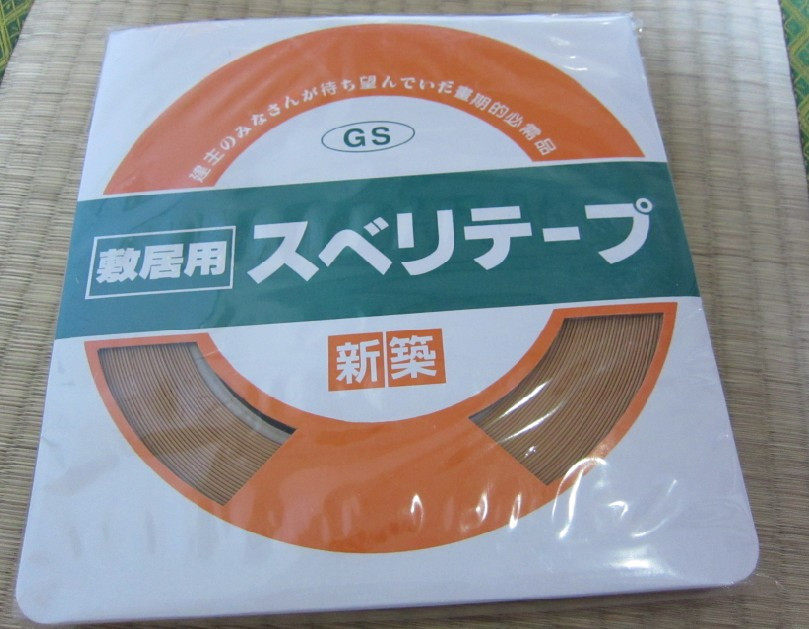 建主のみなさんが待ち望んでいた画期的必需品
GS
敷居用 スベリテープ
新築